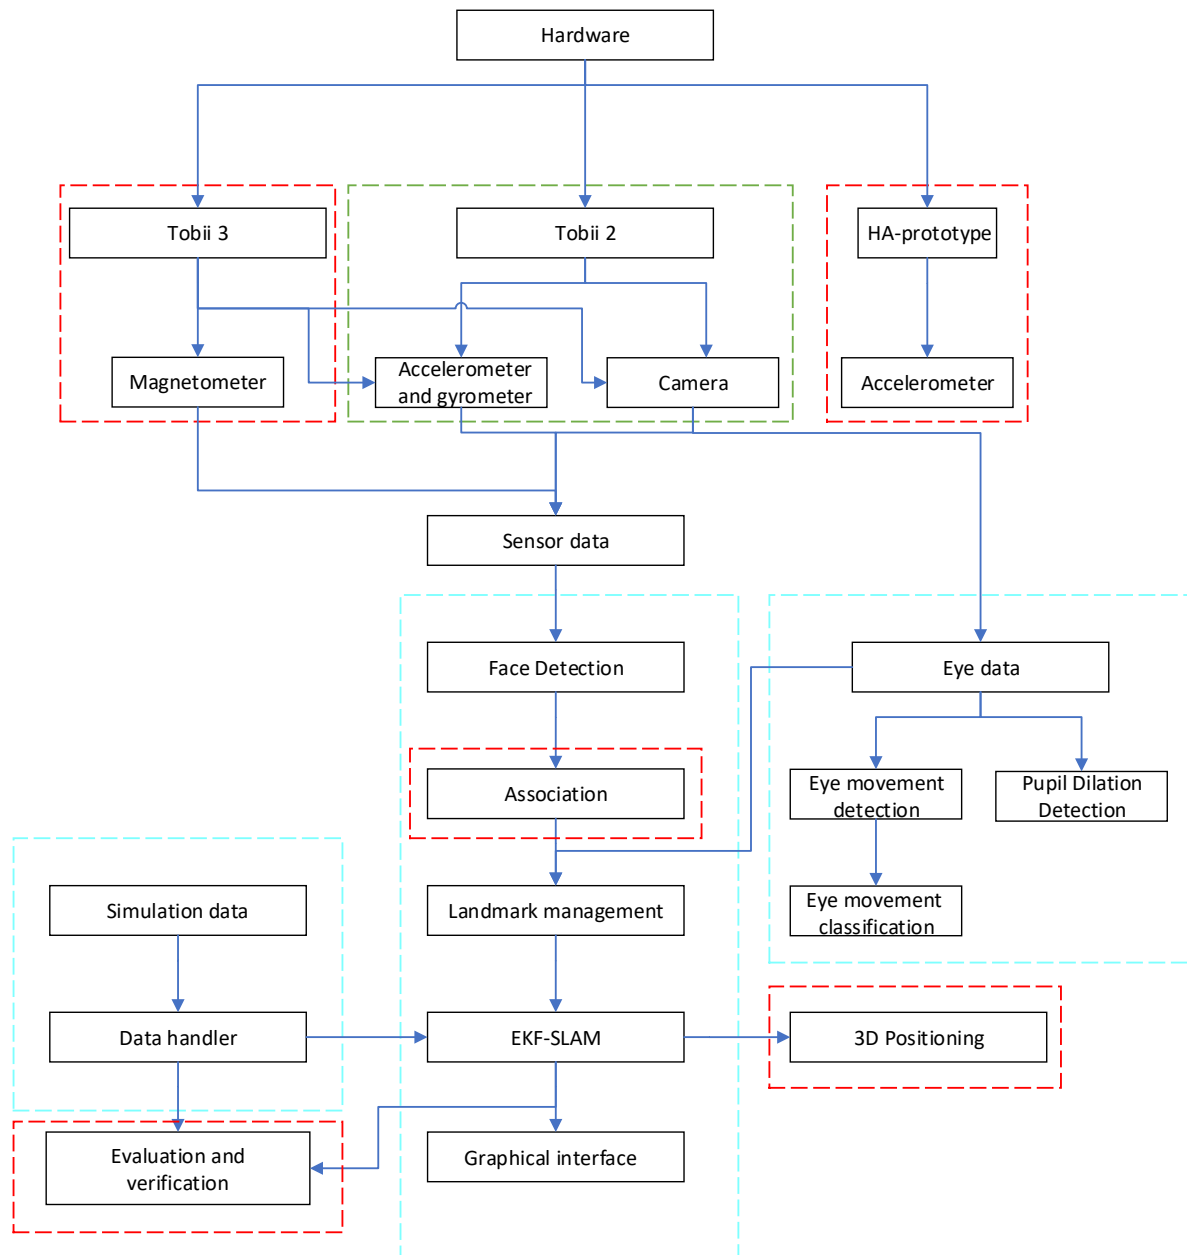 Hardware
Tobii 3
Tobii 2
HA-prototype
Magnetometer
Accelerometer
and gyrometer
Camera
Accelerometer
Sensor data
Face Detection
Eye data
Association
Eye movement
detection
Pupil Dilation
Detection
Simulation data
Landmark management
Eye movement
classification
Data handler
EKF-SLAM
3D Positioning
Evaluation and
verification
Graphical interface